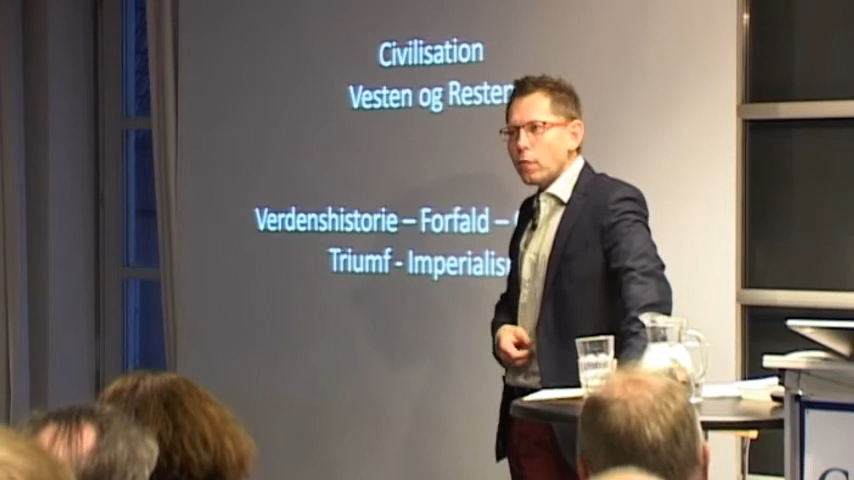 Civilisation
Vesten og Resten
Verdenshistorie – Forfald –
Triumf -